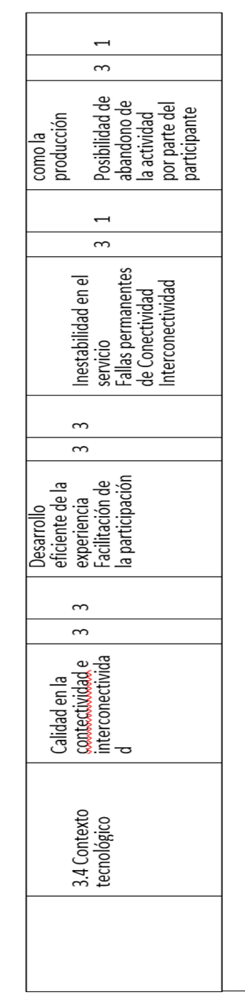 3.4 Contexto
tecnológico
Calidad en la
contectividad e
interconectivida
d
3
3
Desarrollo
eficiente de la
experiencia
Facilitación de
la participación
3
3
Inestabilidad en el
servicio
Fallas permanentes
de Conectividad
Interconectividad
3
1
como la
producción
Posibilidad de
abandono de
la actividad
por parte del
participante
3
1